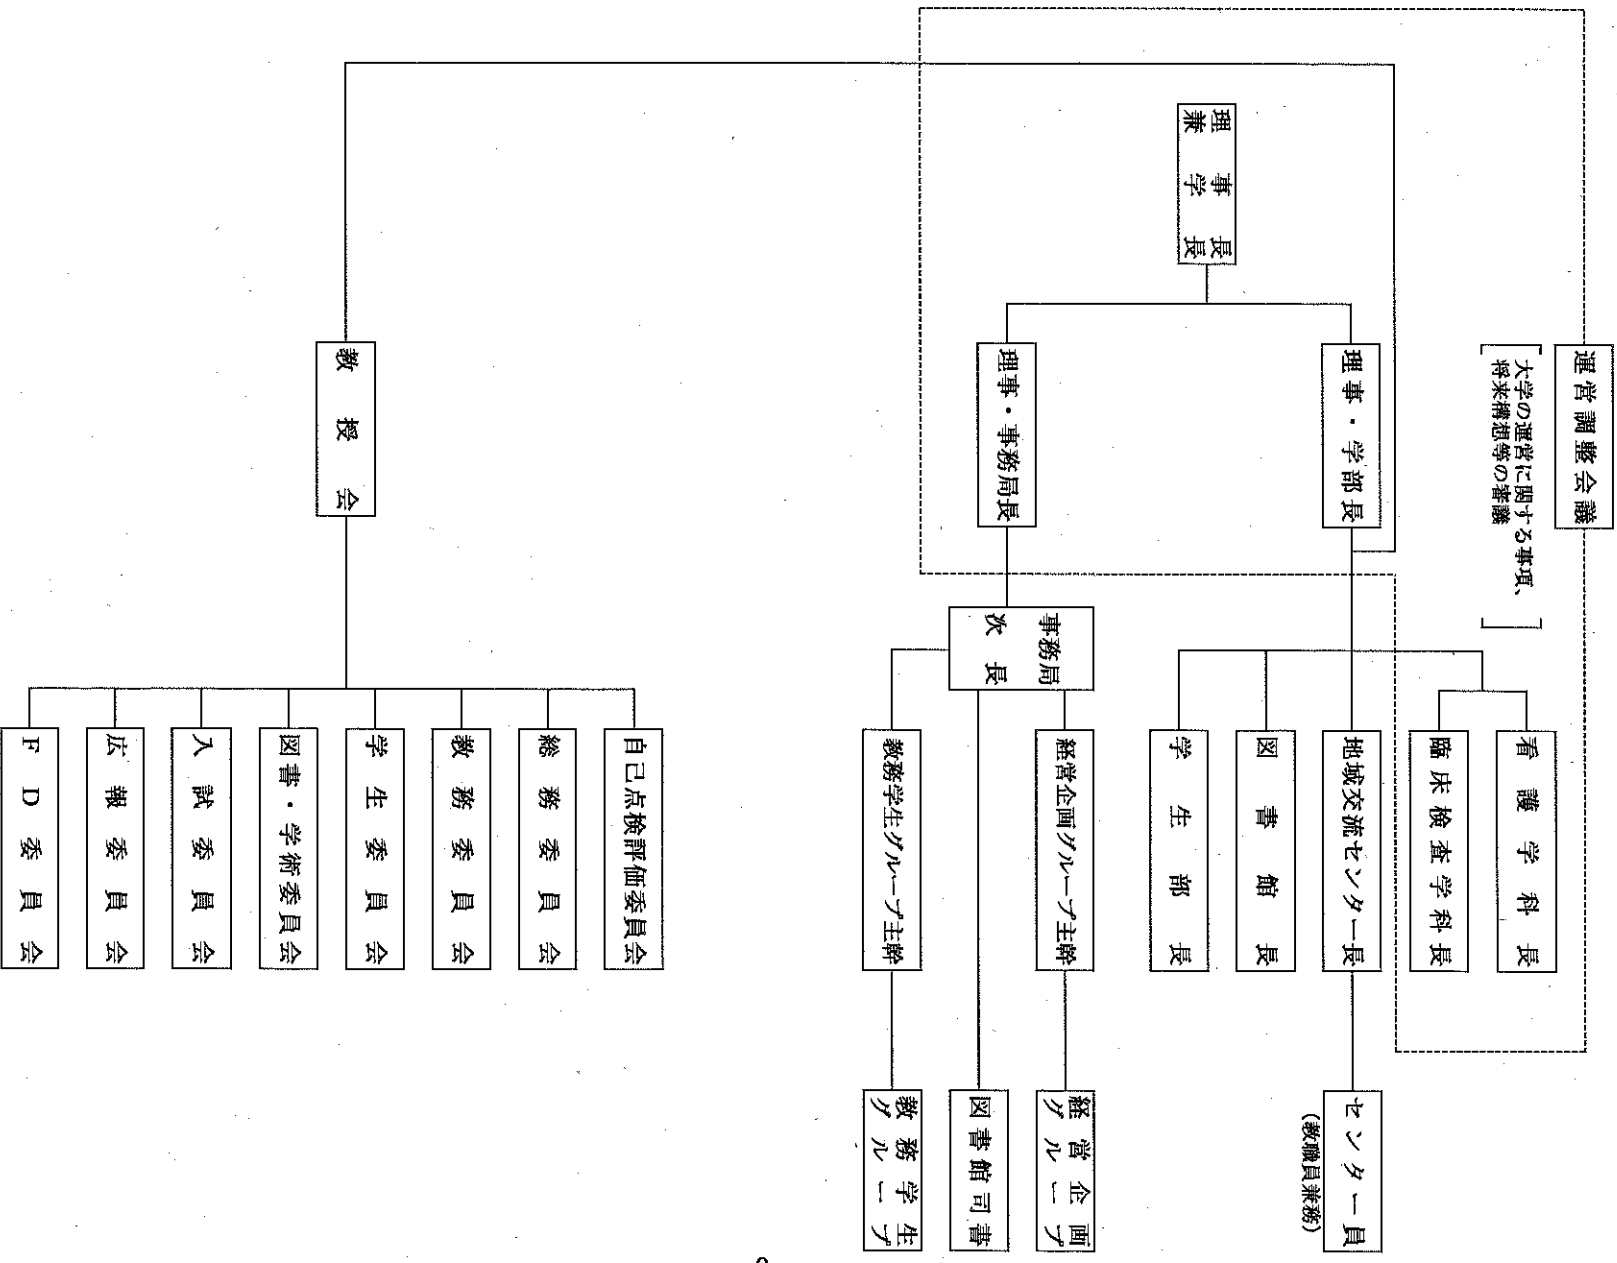 運営調整会議
大学の運営に関する事項、
将来構想等の審議
理事長
兼学長
理事・学部長
理事・事務局長
看護学科長
臨床検査学科長
地域交流センター長
センター員
(教職員兼務)
図書館長
学生部長
事務局
次長
経営企画グループ主幹
経営企画
グループ
図書館司書
教務学生グループ主幹
教務学生
グループ
教授会
自己点検評価委員会
総務委員会
教務委員会
学生委員会
図書・学術委員会
入試委員会
広報委員会
FD委員会